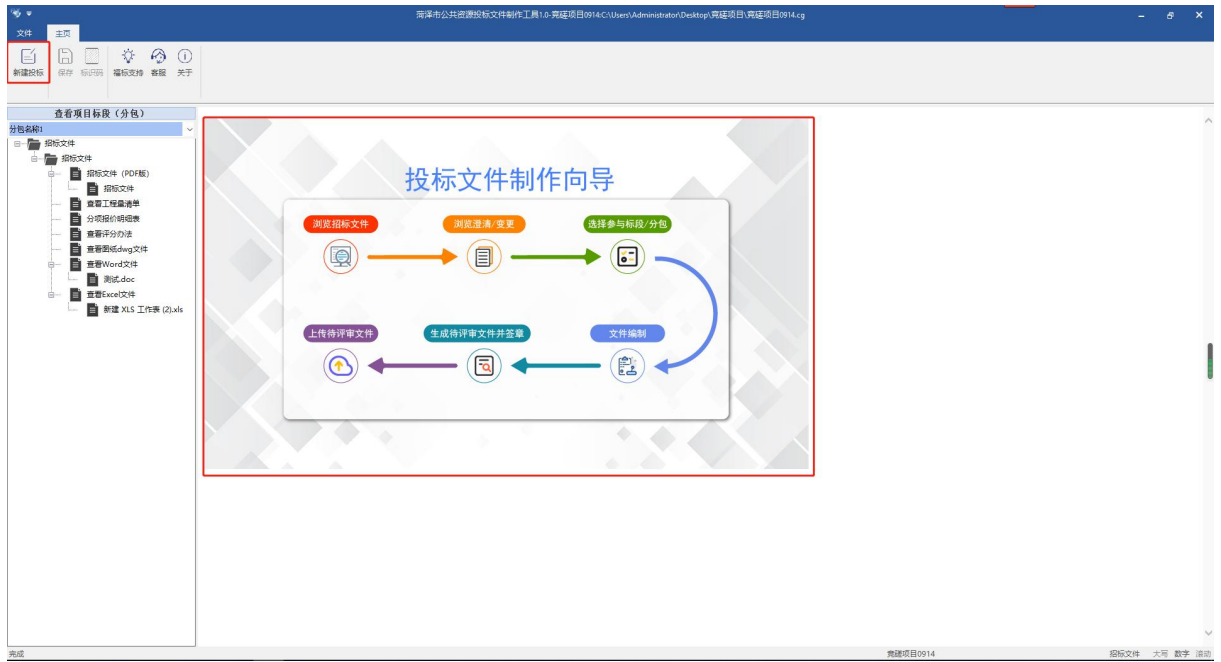 菏泽市公共资源投标文件制作工具1.0-竞磋项目0914:C:\Users\Administrator\Desktop\竞磋项目\竞磋项目0914.cg
文件 主页
新建投标 保存 标识码 福标支持 客服 关于
查看项目标段（分包）
分包名称1
招标文件
招标文件
招标文件（PDF版）
招标文件
查看工程量清单
分项报价明细表
查看评分办法
查看图纸dwg文件
查看Word文件
测试.doc
查看Excel文件
新建 XLS 工作表 (2).xls
投标文件制作向导
浏览招标文件 浏览澄清/变更 选择参与标段/分包
上传待评审文件 生成待评审文件并签章 文件编制
完成 竞磋项目0914 招标文件 大写 数字 滚动